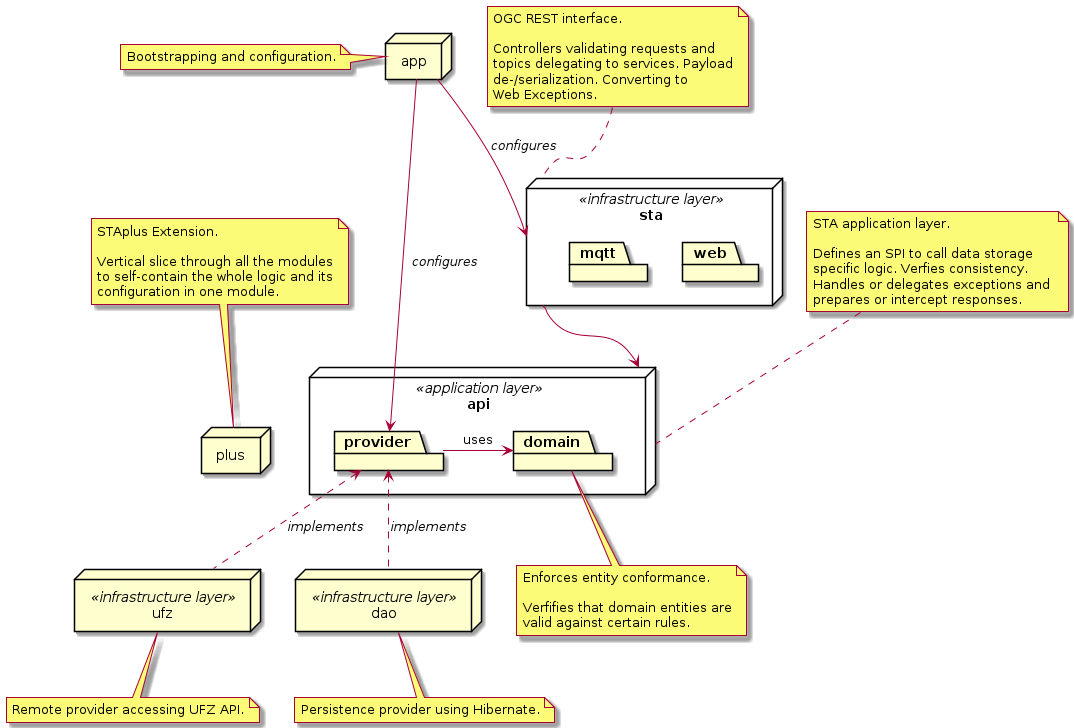 OGC REST interface.
Controllers validating requests and
topics delegating to services. Payload
de-/serialization. Converting to
Web Exceptions.
Bootstrapping and configuration.
app
configures
«infrastructure layer»
sta
mqtt
web
STAplus Extension.
Vertical slice through all the modules
to self-contain the whole logic and its
configuration in one module.
configures
STA application layer.
Defines an SPI to call data storage
specific logic. Verfies consistency.
Handles or delegates exceptions and
prepares or intercept responses.
«application layer»
api
provider
uses
domain
plus
implements
implements
«infrastructure layer»
ufz
«infrastructure layer»
dao
Enforces entity conformance.
Verfifies that domain entities are
valid against certain rules.
Remote provider accessing UFZ API.
Persistence provider using Hibernate.